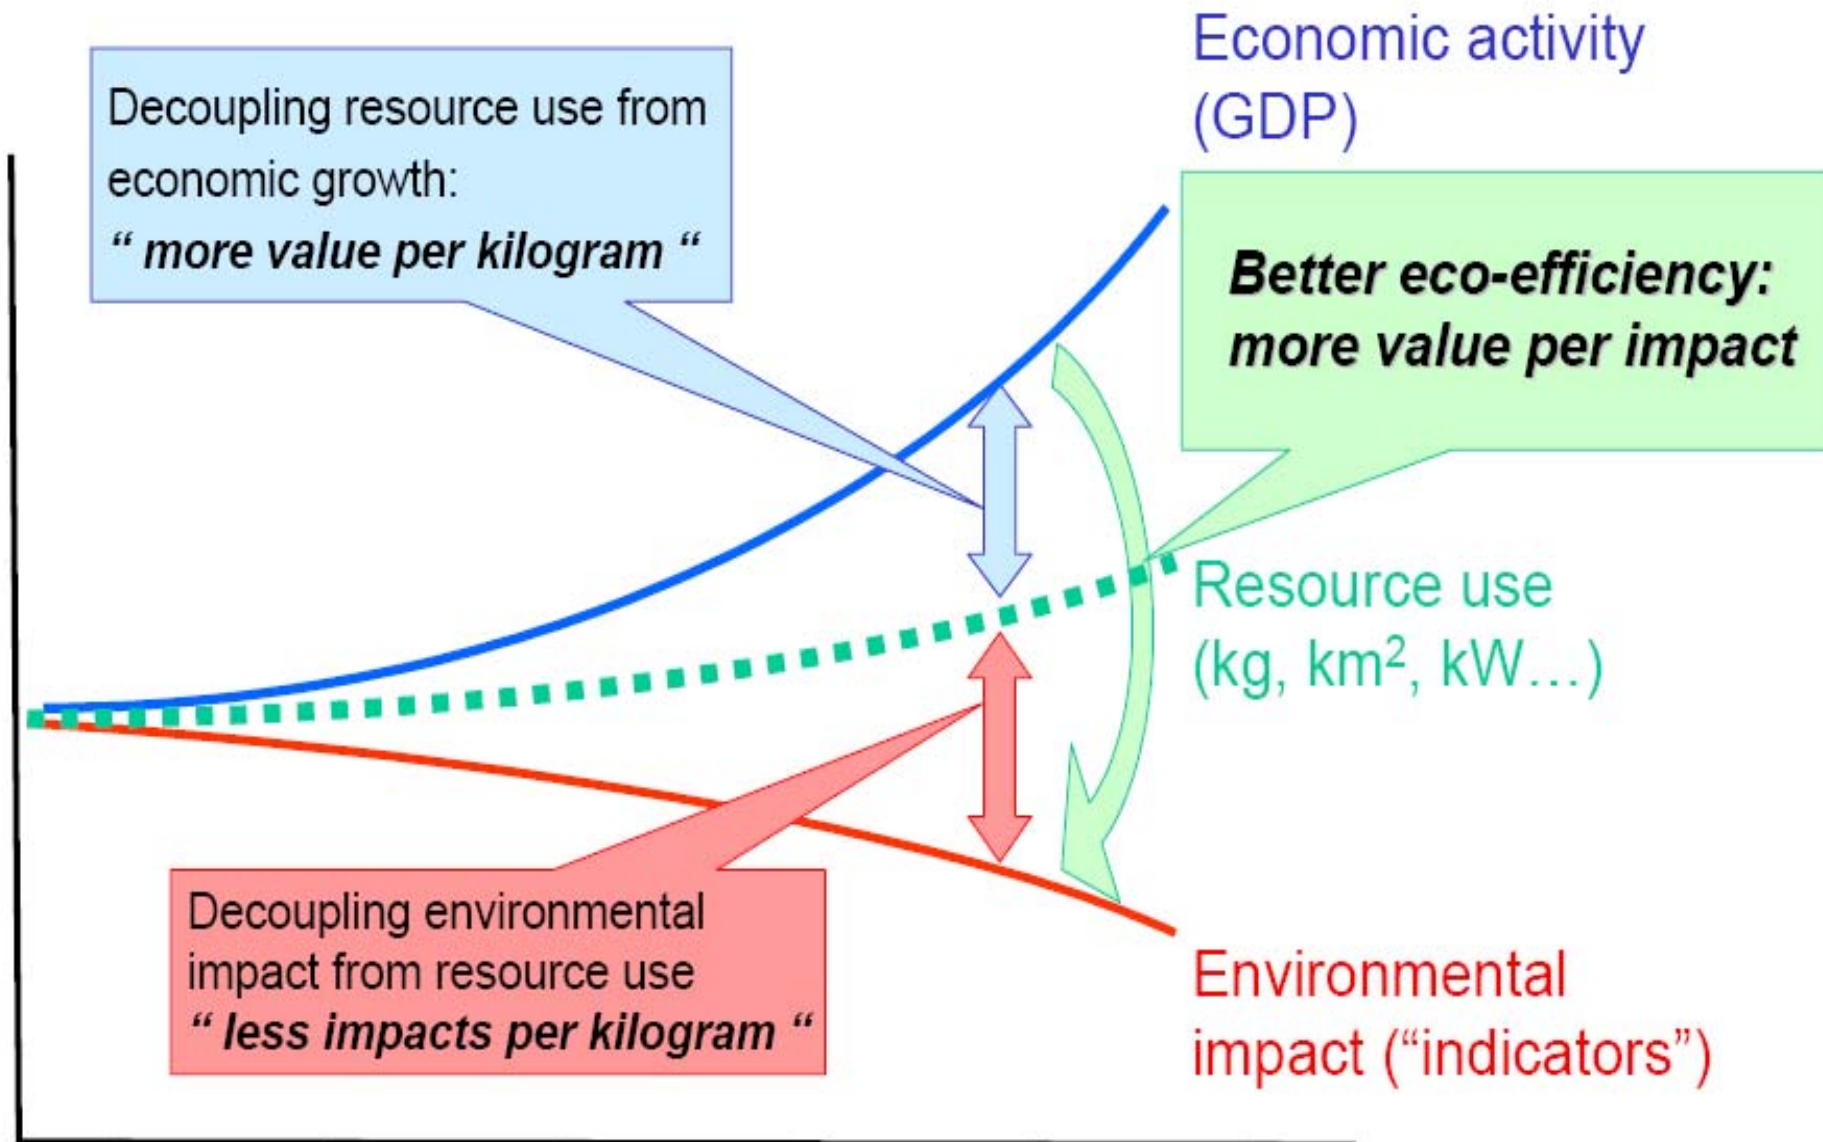 Economic activity
(GDP)
Decoupling resource use from
economic growth:
“ more value per kilogram “
Better eco-efficiency:
more value per impact
Resource use
(kg, km², kW…)
Decoupling environmental
impact from resource use
“ less impacts per kilogram “
Environmental
impact (“indicators”)